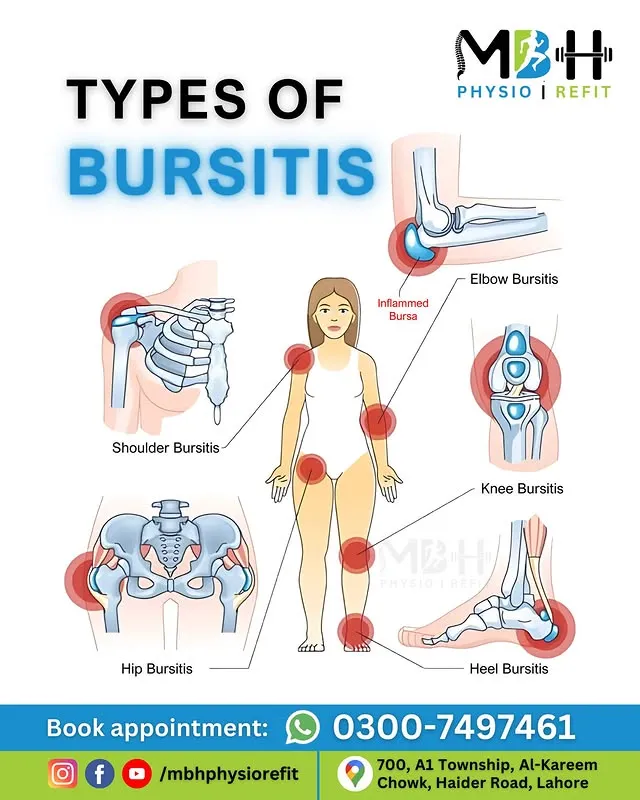 MBH
PHYSIO | REFIT
TYPES OF
BURSITIS
Inflammed
Bursa
Elbow Bursitis
Shoulder Bursitis
Knee Bursitis
MBH
PHYSIO | REFIT
Hip Bursitis
Heel Bursitis
Book appointment: 0300-7497461
/mbhphysiorefit
700, A1 Township, Al-Kareem
Chowk, Haider Road, Lahore